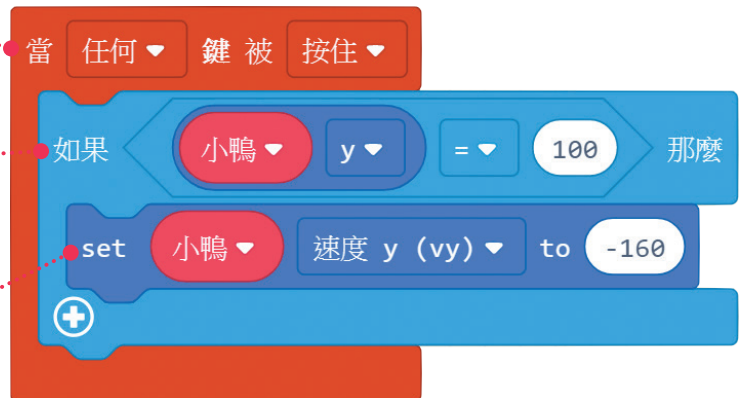 當 任何 鍵 被 按住
如果 小鴨 y = 100 那麼
set 小鴨 速度 y (vy) to -160